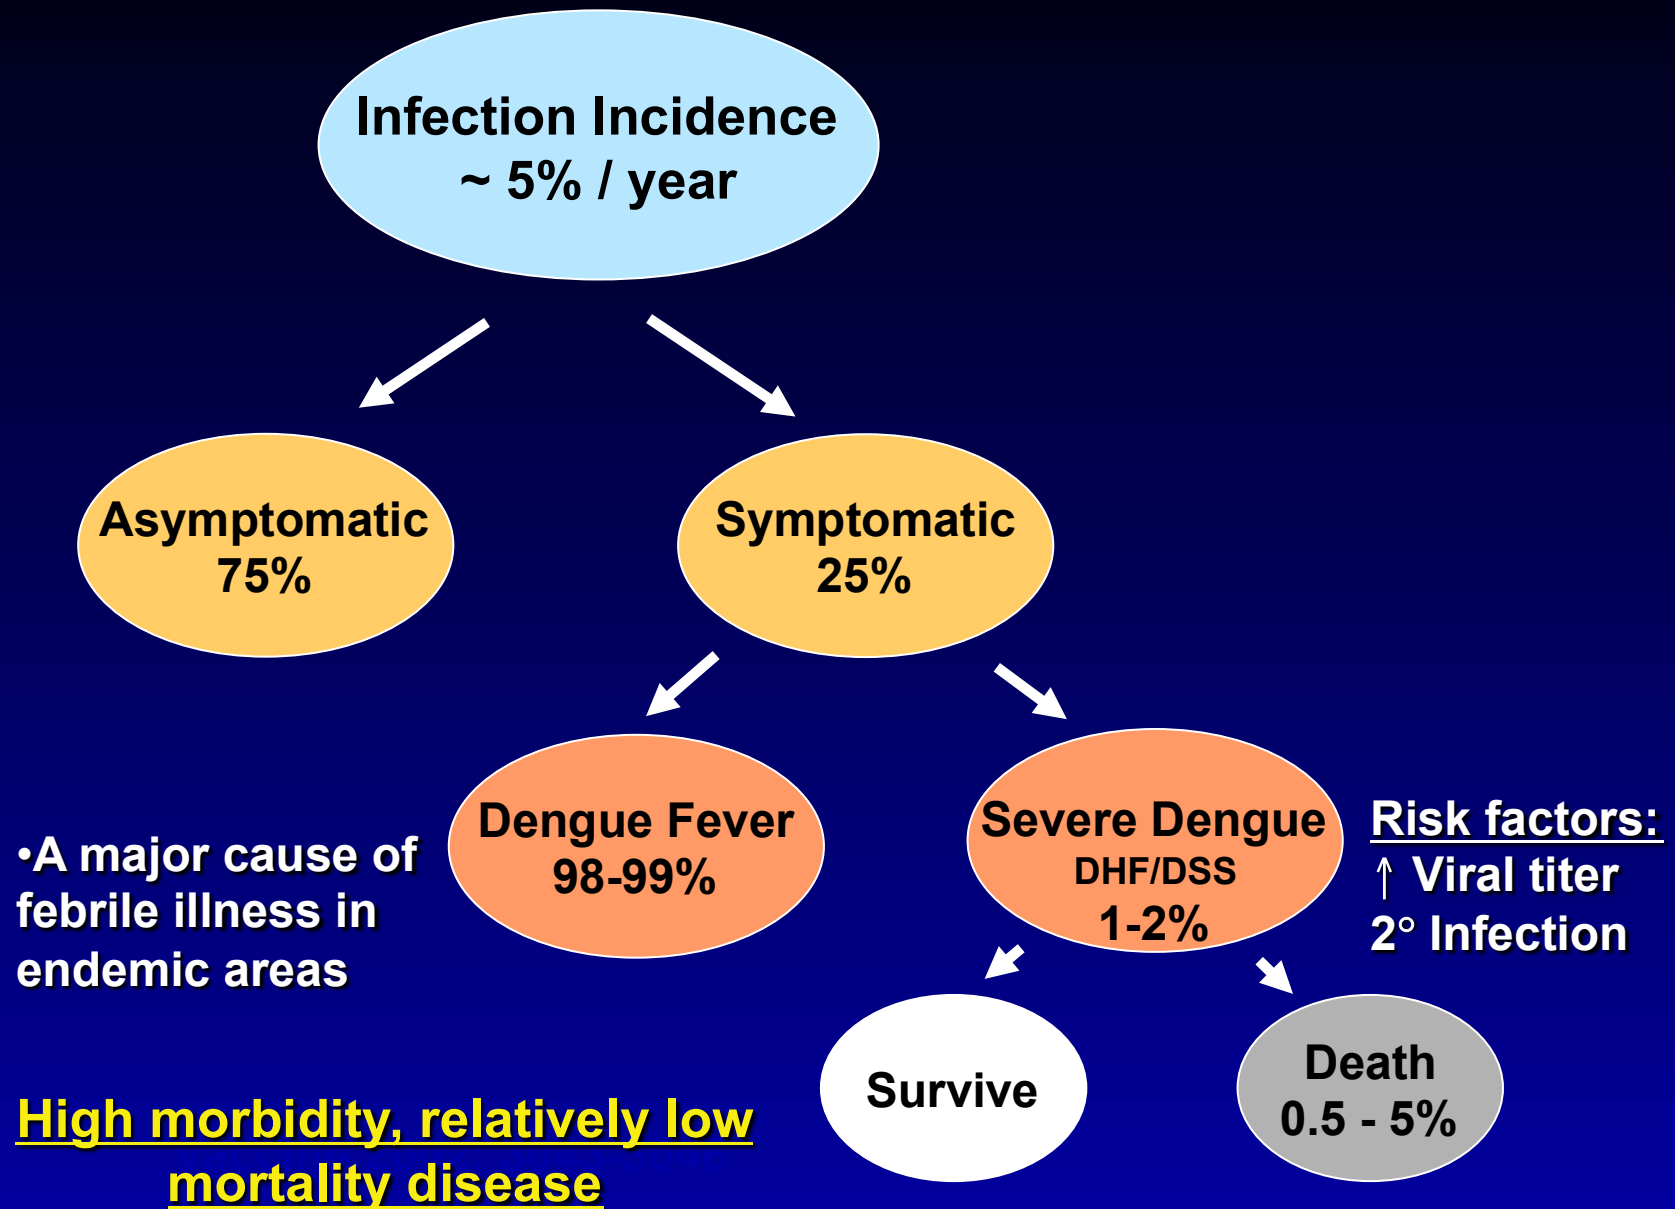 Infection Incidence
~ 5% / year
Asymptomatic
75%
Symptomatic
25%
Dengue Fever
98-99%
Severe Dengue
DHF/DSS
1-2%
Risk factors:
↑ Viral titer
2° Infection
•A major cause of
febrile illness in
endemic areas
Survive
Death
0.5 - 5%
High morbidity, relatively low
mortality disease